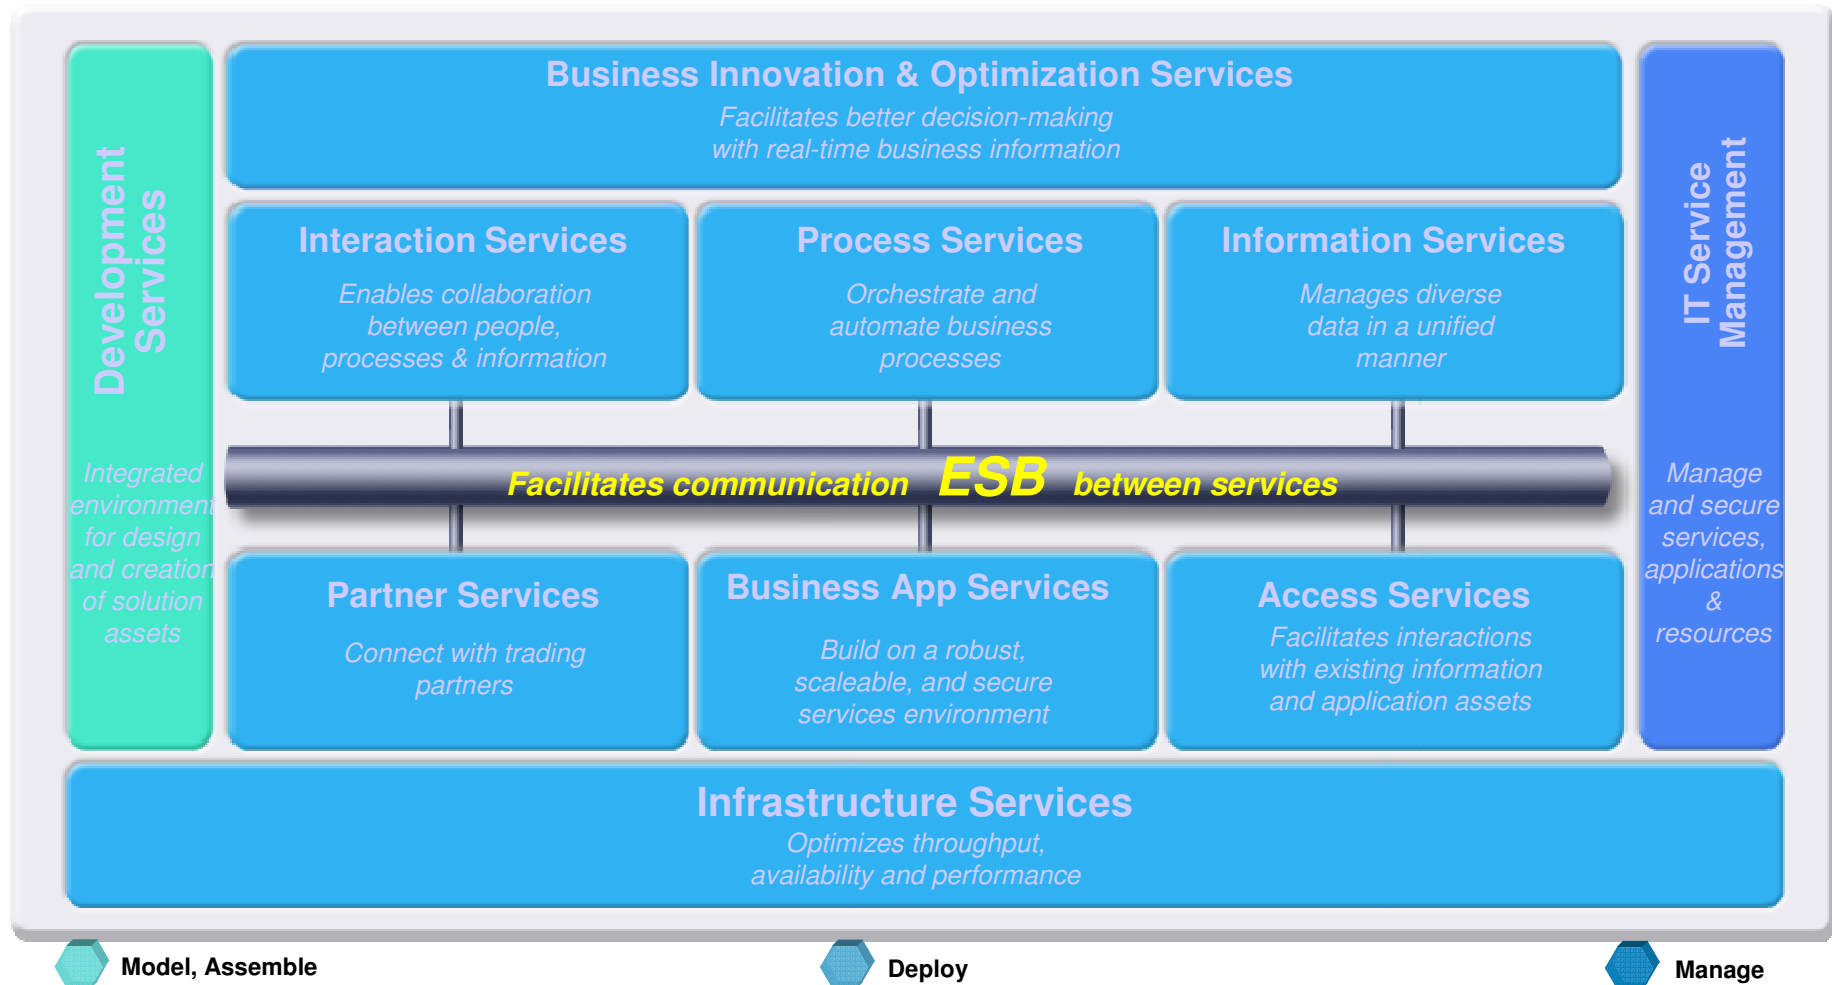 Business Innovation & Optimization Services
Facilitates better decision-making
with real-time business information
Development
Services
Integrated
environment
for design
and creation
of solution
assets
Interaction Services
Enables collaboration
between people,
processes & information
Process Services
Orchestrate and
automate business
processes
Information Services
Manages diverse
data in a unified
manner
IT Service
Management
Manage
and secure
services,
applications
&
resources
Facilitates communication ESB between services
Partner Services
Connect with trading
partners
Business App Services
Build on a robust,
scaleable, and secure
services environment
Access Services
Facilitates interactions
with existing information
and application assets
Infrastructure Services
Optimizes throughput,
availability and performance
Model, Assemble
Deploy
Manage